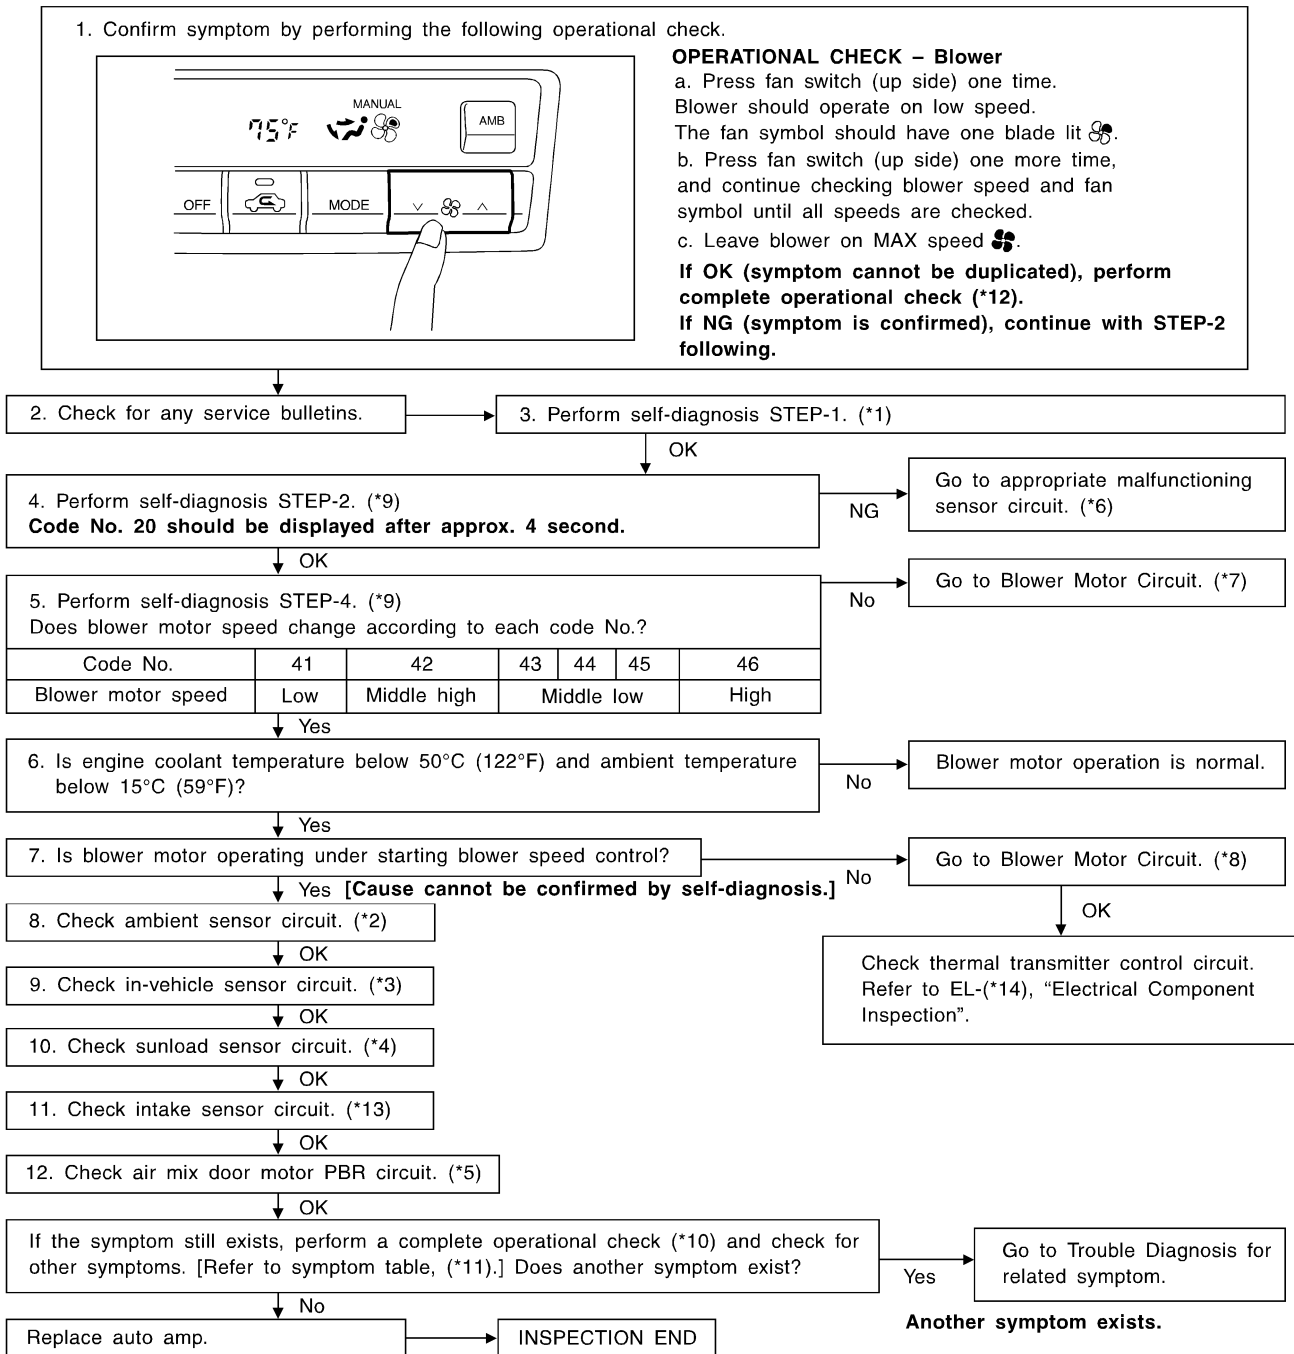 1. Confirm symptom by performing the following operational check.
MANUAL
75°F
AMB
OFF
MODE
OPERATIONAL CHECK – Blower
a. Press fan switch (up side) one time.
Blower should operate on low speed.
The fan symbol should have one blade lit .
b. Press fan switch (up side) one more time,
and continue checking blower speed and fan
symbol until all speeds are checked.
c. Leave blower on MAX speed .
If OK (symptom cannot be duplicated), perform
complete operational check (*12).
If NG (symptom is confirmed), continue with STEP-2
following.
2. Check for any service bulletins.
3. Perform self-diagnosis STEP-1. (*1)
OK
4. Perform self-diagnosis STEP-2. (*9)
Code No. 20 should be displayed after approx. 4 second.
NG
Go to appropriate malfunctioning
sensor circuit. (*6)
OK
5. Perform self-diagnosis STEP-4. (*9)
Does blower motor speed change according to each code No.?
No
Go to Blower Motor Circuit. (*7)
Code No. 41 42 43 44 45 46
Blower motor speed Low Middle high Middle low High
Yes
6. Is engine coolant temperature below 50°C (122°F) and ambient temperature
below 15°C (59°F)?
No
Blower motor operation is normal.
Yes
7. Is blower motor operating under starting blower speed control?
No
Go to Blower Motor Circuit. (*8)
Yes [Cause cannot be confirmed by self-diagnosis.]
OK
Check thermal transmitter control circuit.
Refer to EL-(*14), “Electrical Component
Inspection”.
8. Check ambient sensor circuit. (*2)
OK
9. Check in-vehicle sensor circuit. (*3)
OK
10. Check sunload sensor circuit. (*4)
OK
11. Check intake sensor circuit. (*13)
OK
12. Check air mix door motor PBR circuit. (*5)
OK
If the symptom still exists, perform a complete operational check (*10) and check for
other symptoms. [Refer to symptom table, (*11).] Does another symptom exist?
Yes
Go to Trouble Diagnosis for
related symptom.
Another symptom exists.
No
Replace auto amp.
INSPECTION END